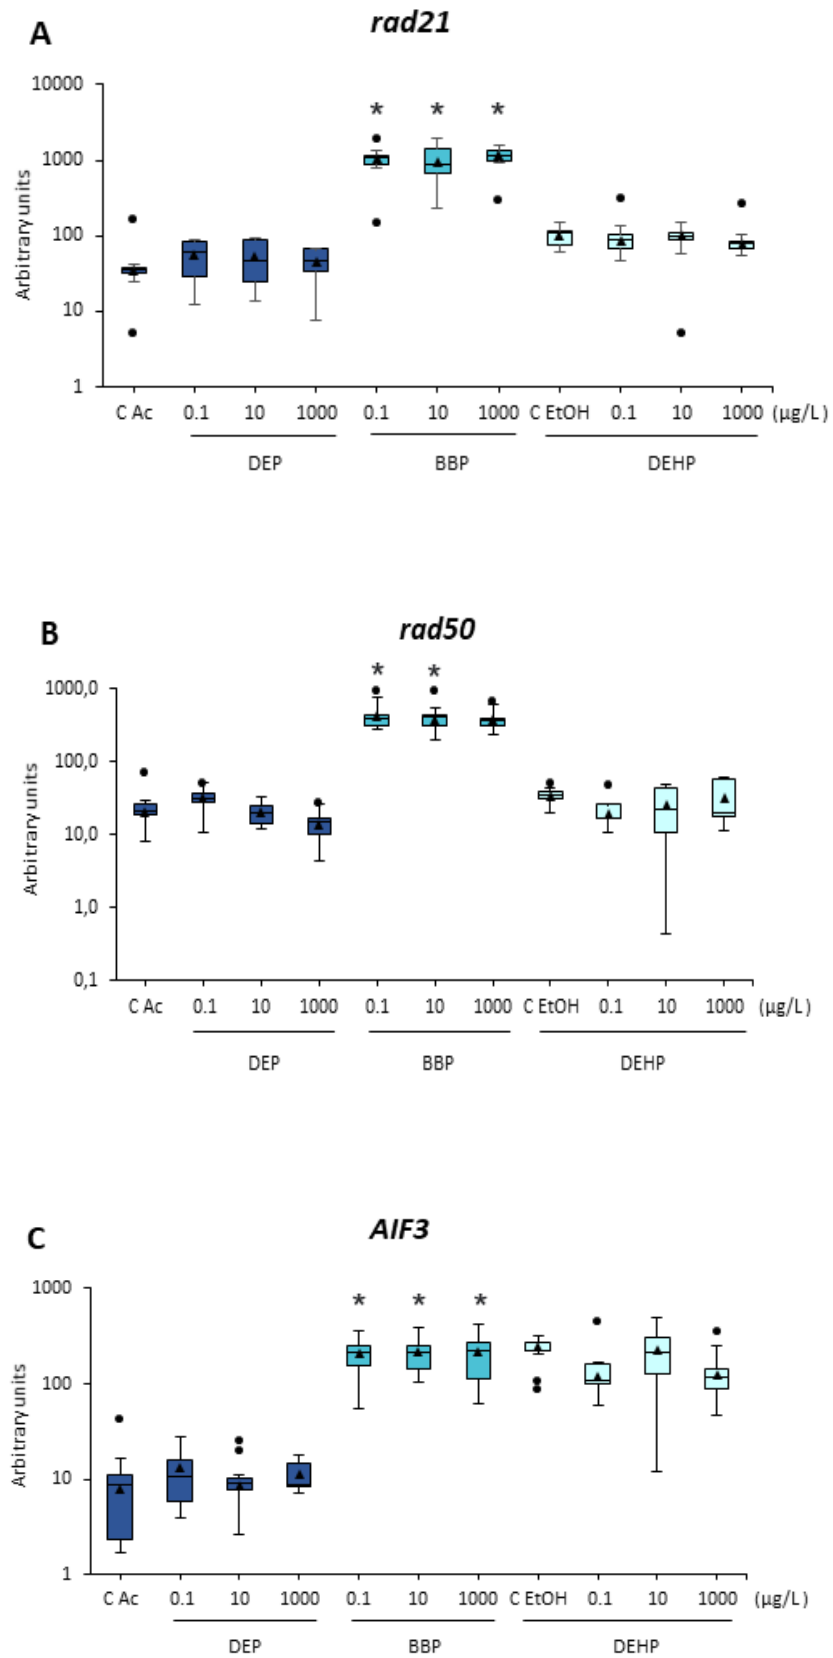 A
rad21
10000
1000
100
10
1
Arbitrary units
* * *
C Ac 0.1 10 1000 0.1 10 1000 C EtOH 0.1 10 1000 (µg/L)
DEP BBP DEHP
B
rad50
1000,0
100,0
10,0
1,0
0,1
Arbitrary units
* *
C Ac 0.1 10 1000 0.1 10 1000 C EtOH 0.1 10 1000 (µg/L)
DEP BBP DEHP
C
AIF3
1000
100
10
1
Arbitrary units
* * *
C Ac 0.1 10 1000 0.1 10 1000 C EtOH 0.1 10 1000 (µg/L)
DEP BBP DEHP